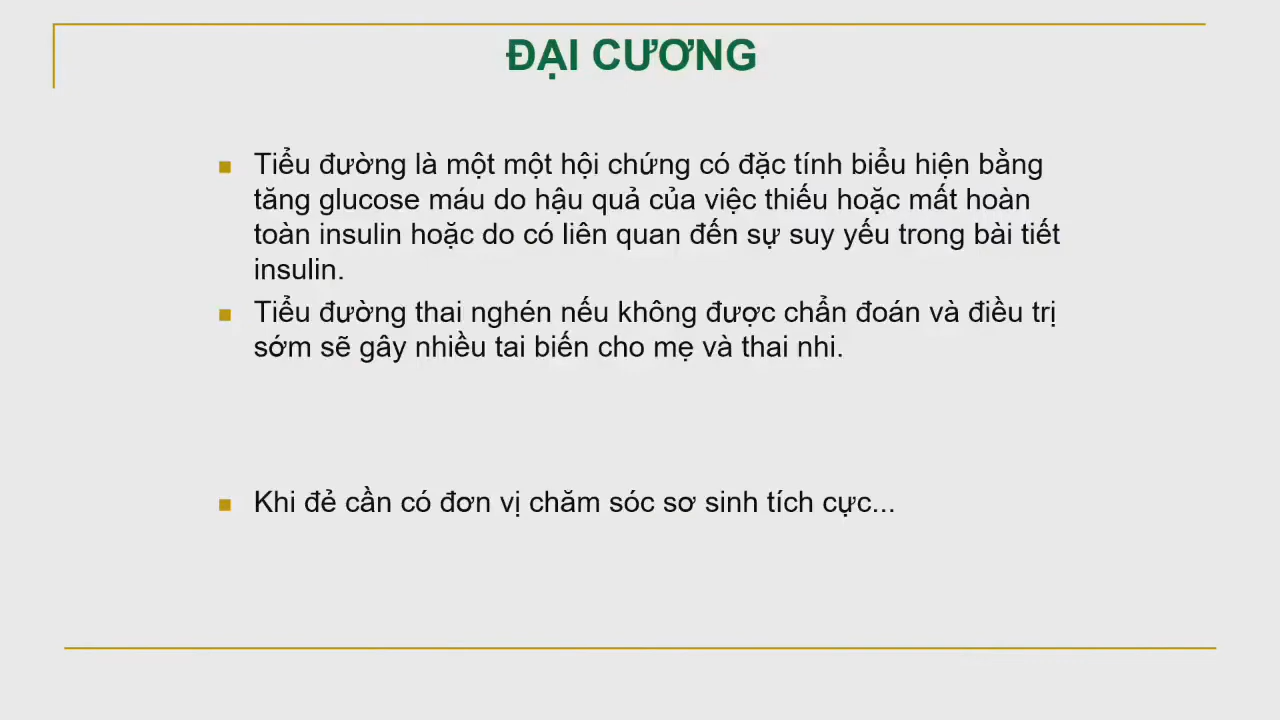 ĐẠI CƯƠNG
Tiểu đường là một một hội chứng có đặc tính biểu hiện bằng
tăng glucose máu do hậu quả của việc thiếu hoặc mất hoàn
toàn insulin hoặc do có liên quan đến sự suy yếu trong bài tiết
insulin.
Tiểu đường thai nghén nếu không được chẩn đoán và điều trị
sớm sẽ gây nhiều tai biến cho mẹ và thai nhi.
Khi đẻ cần có đơn vị chăm sóc sơ sinh tích cực...